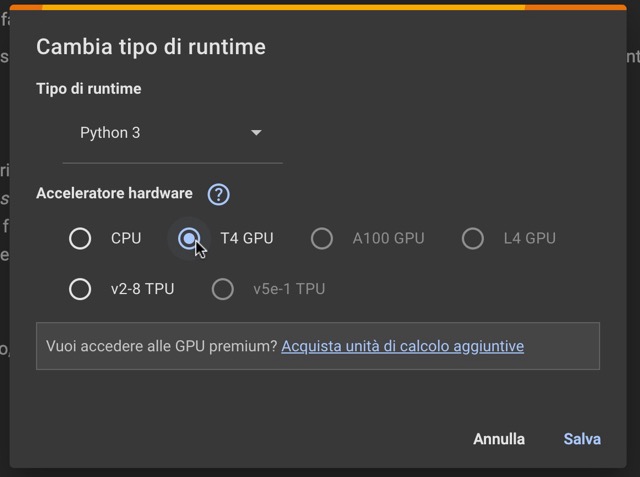 Cambia tipo di runtime
Tipo di runtime
Python 3
Acceleratore hardware ?
CPU T4 GPU A100 GPU L4 GPU
v2-8 TPU v5e-1 TPU
Vuoi accedere alle GPU premium? Acquista unità di calcolo aggiuntive
Annulla Salva